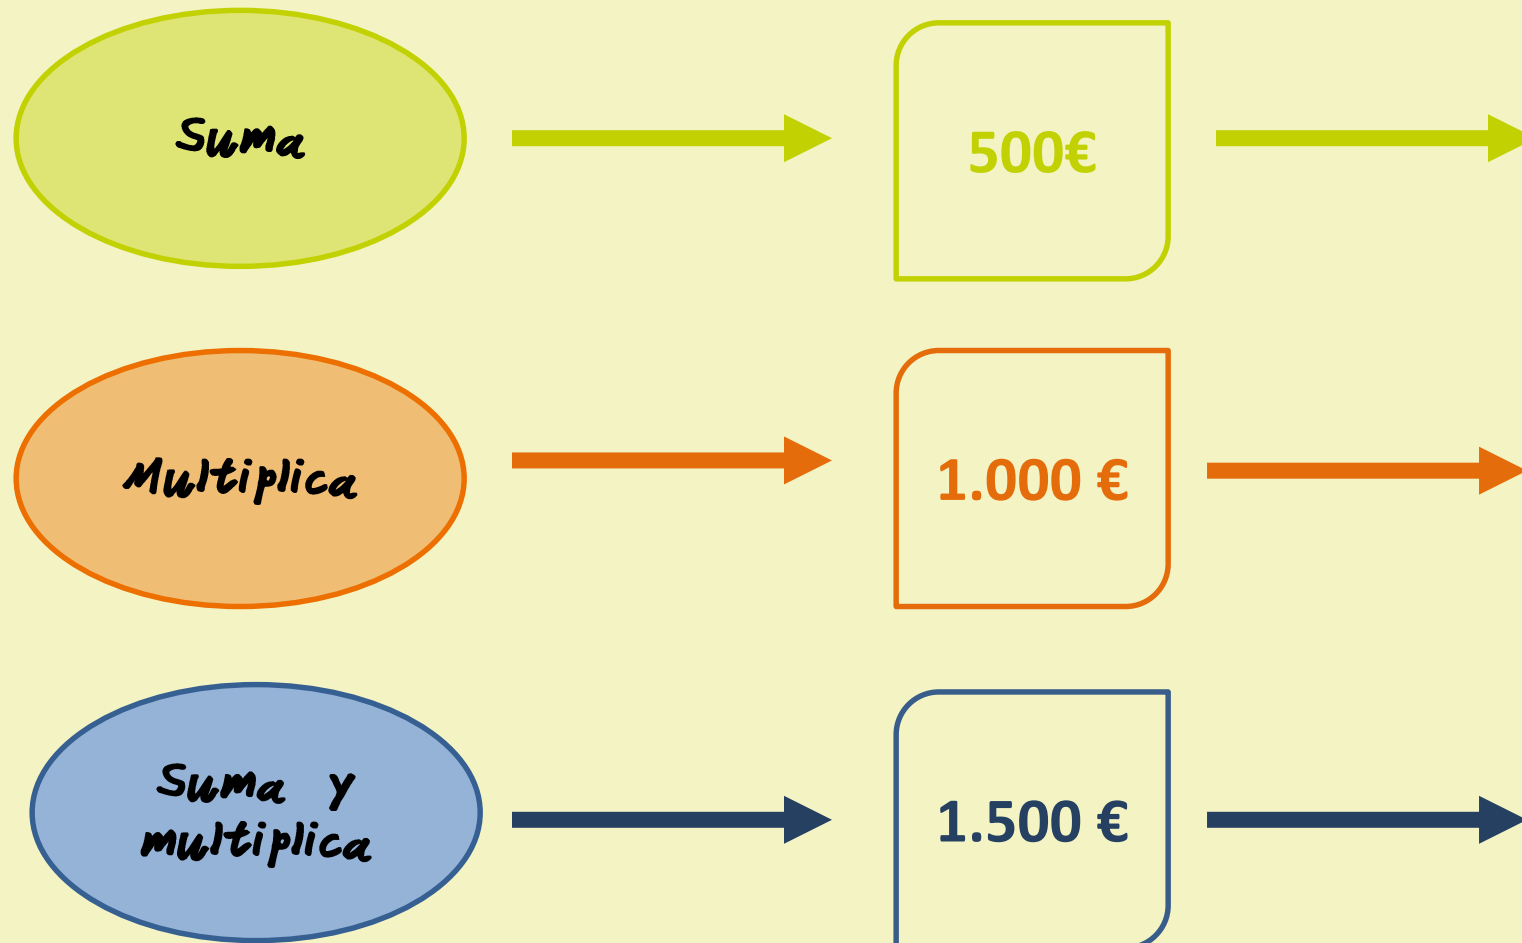 Suma
500€
Multiplica
1.000 €
Suma y
multiplica
1.500 €